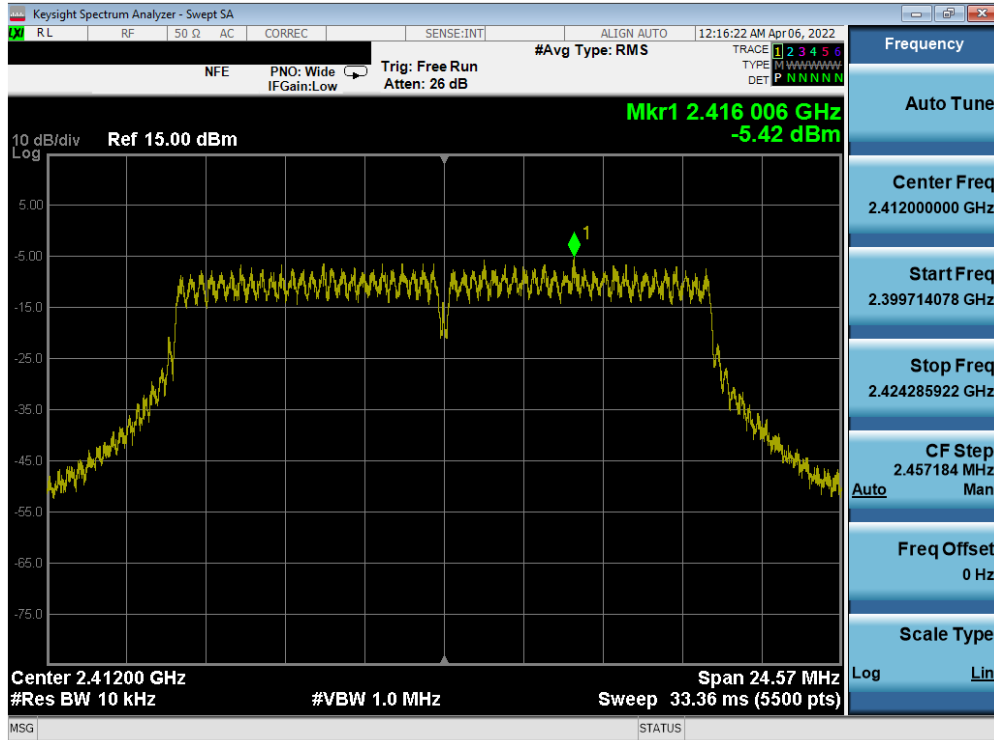 Keysight Spectrum Analyzer - Swept SA
LXI RL RF 50 Ω AC CORREC SENSE:INT ALIGN AUTO 12:16:22 AM Apr 06, 2022
#Avg Type: RMS TRACE 1 2 3 4 5 6
NFE PNO: Wide Trig: Free Run TYPE M WWWWW
IFGain:Low Atten: 26 dB DET P N N N N N
Mkr1 2.416 006 GHz
-5.42 dBm
10 dB/div Ref 15.00 dBm
Log
5.00
1
-5.00
-15.0
-25.0
-35.0
-45.0
-55.0
-65.0
-75.0
Center 2.41200 GHz Span 24.57 MHz
#Res BW 10 kHz #VBW 1.0 MHz Sweep 33.36 ms (5500 pts)
MSG STATUS
Frequency
Auto Tune
Center Freq
2.412000000 GHz
Start Freq
2.399714078 GHz
Stop Freq
2.424285922 GHz
CF Step
2.457184 MHz
Auto Man
Freq Offset
0 Hz
Scale Type
Log Lin